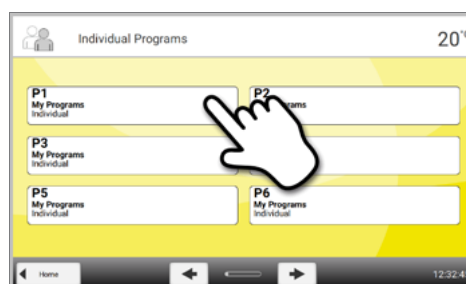 Individual Programs
20°
P1
My Programs
Individual
P2
P3
My Programs
Individual
P5
My Programs
Individual
P6
My Programs
Individual
Home
12:32:4